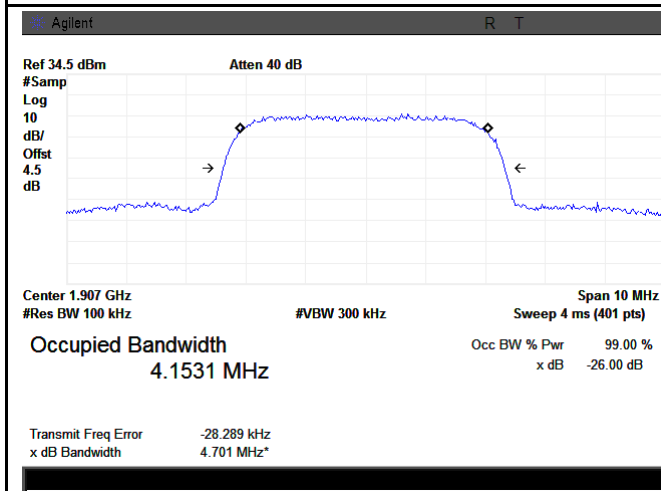 Agilent R T
Ref 34.5 dBm Atten 40 dB
#Samp
Log
10
dB/
Offst
4.5
dB
Center 1.907 GHz Span 10 MHz
#Res BW 100 kHz #VBW 300 kHz Sweep 4 ms (401 pts)
Occupied Bandwidth Occ BW % Pwr 99.00 %
4.1531 MHz x dB -26.00 dB
Transmit Freq Error -28.289 kHz
x dB Bandwidth 4.701 MHz*